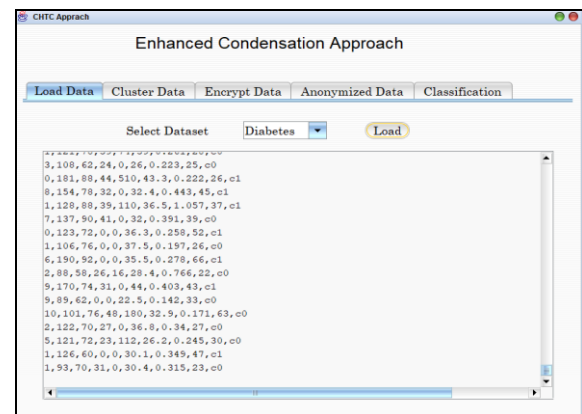 CHTC Apprach
Enhanced Condensation Approach
Load Data Cluster Data Encrypt Data Anonymized Data Classification
Select Dataset Diabetes Load
3,108,62,24,0,26,0.223,25,c0
0,181,88,44,510,43.3,0.222,26,c1
8,154,78,32,0,32.4,0.443,45,c1
1,128,88,39,110,36.5,1.057,37,c1
7,137,90,41,0,32,0.391,39,c0
0,123,72,0,0,36.3,0.258,52,c1
1,106,76,0,0,37.5,0.197,26,c0
6,190,92,0,0,35.5,0.278,66,c1
2,88,58,26,16,28.4,0.766,22,c0
9,170,74,31,0,44,0.403,43,c1
9,89,62,0,0,22.5,0.142,33,c0
10,101,76,48,180,32.9,0.171,63,c0
2,122,70,27,0,36.8,0.34,27,c0
5,121,72,23,112,26.2,0.245,30,c0
1,126,60,0,0,30.1,0.349,47,c1
1,93,70,31,0,30.4,0.315,23,c0